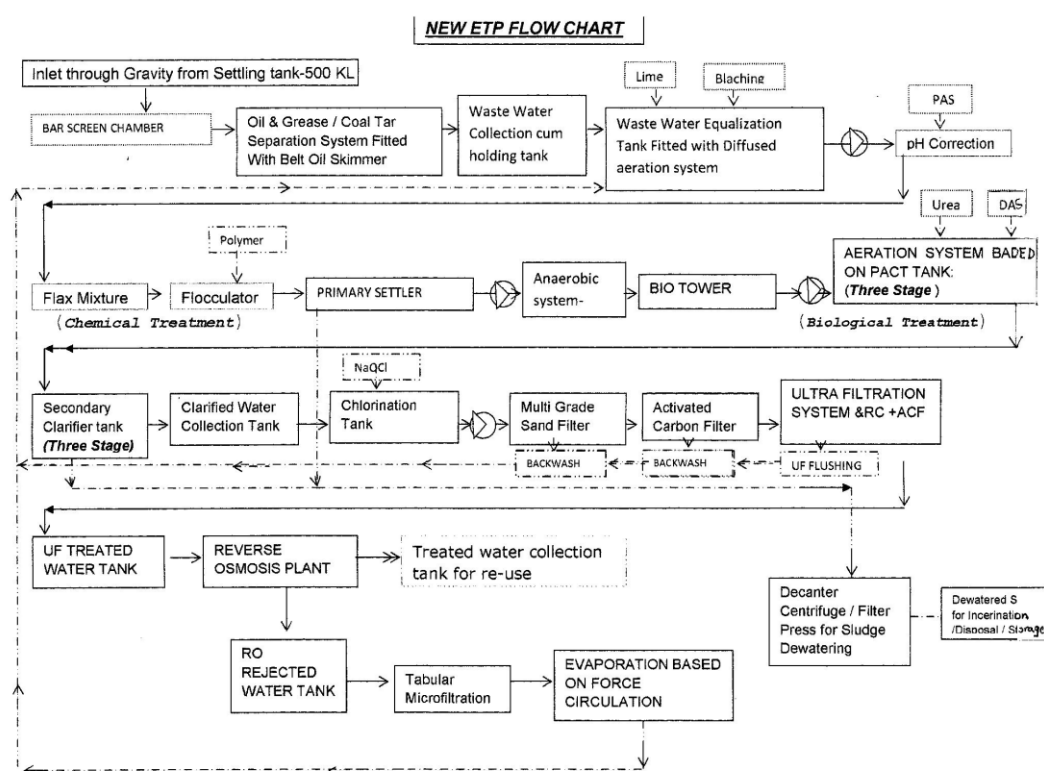 NEW ETP FLOW CHART
Inlet through Gravity from Settling tank-500 KL
Lime
Blaching
PAS
BAR SCREEN CHAMBER
Oil & Grease / Coal Tar
Separation System Fitted
With Belt Oil Skimmer
Waste Water
Collection cum
holding tank
Waste Water Equalization
Tank Fitted with Diffused
aeration system
pH Correction
Urea
DAS
Polymer
Flax Mixture
Flocculator
(Chemical Treatment)
PRIMARY SETTLER
Anaerobic
system-
BIO TOWER
AERATION SYSTEM BADED
ON PACT TANK:
(Three Stage )
(Biological Treatment)
NaOCl
Secondary
Clarifier tank
(Three Stage)
Clarified Water
Collection Tank
Chlorination
Tank
Multi Grade
Sand Filter
Activated
Carbon Filter
ULTRA FILTRATION
SYSTEM &RC +ACF
BACKWASH
BACKWASH
UF FLUSHING
UF TREATED
WATER TANK
REVERSE
OSMOSIS PLANT
Treated water collection
tank for re-use
Decanter
Centrifuge / Filter
Press for Sludge
Dewatering
Dewatered S
for Incerination
/Disposal / Storage
RO
REJECTED
WATER TANK
Tabular
Microfiltration
EVAPORATION BASED
ON FORCE
CIRCULATION